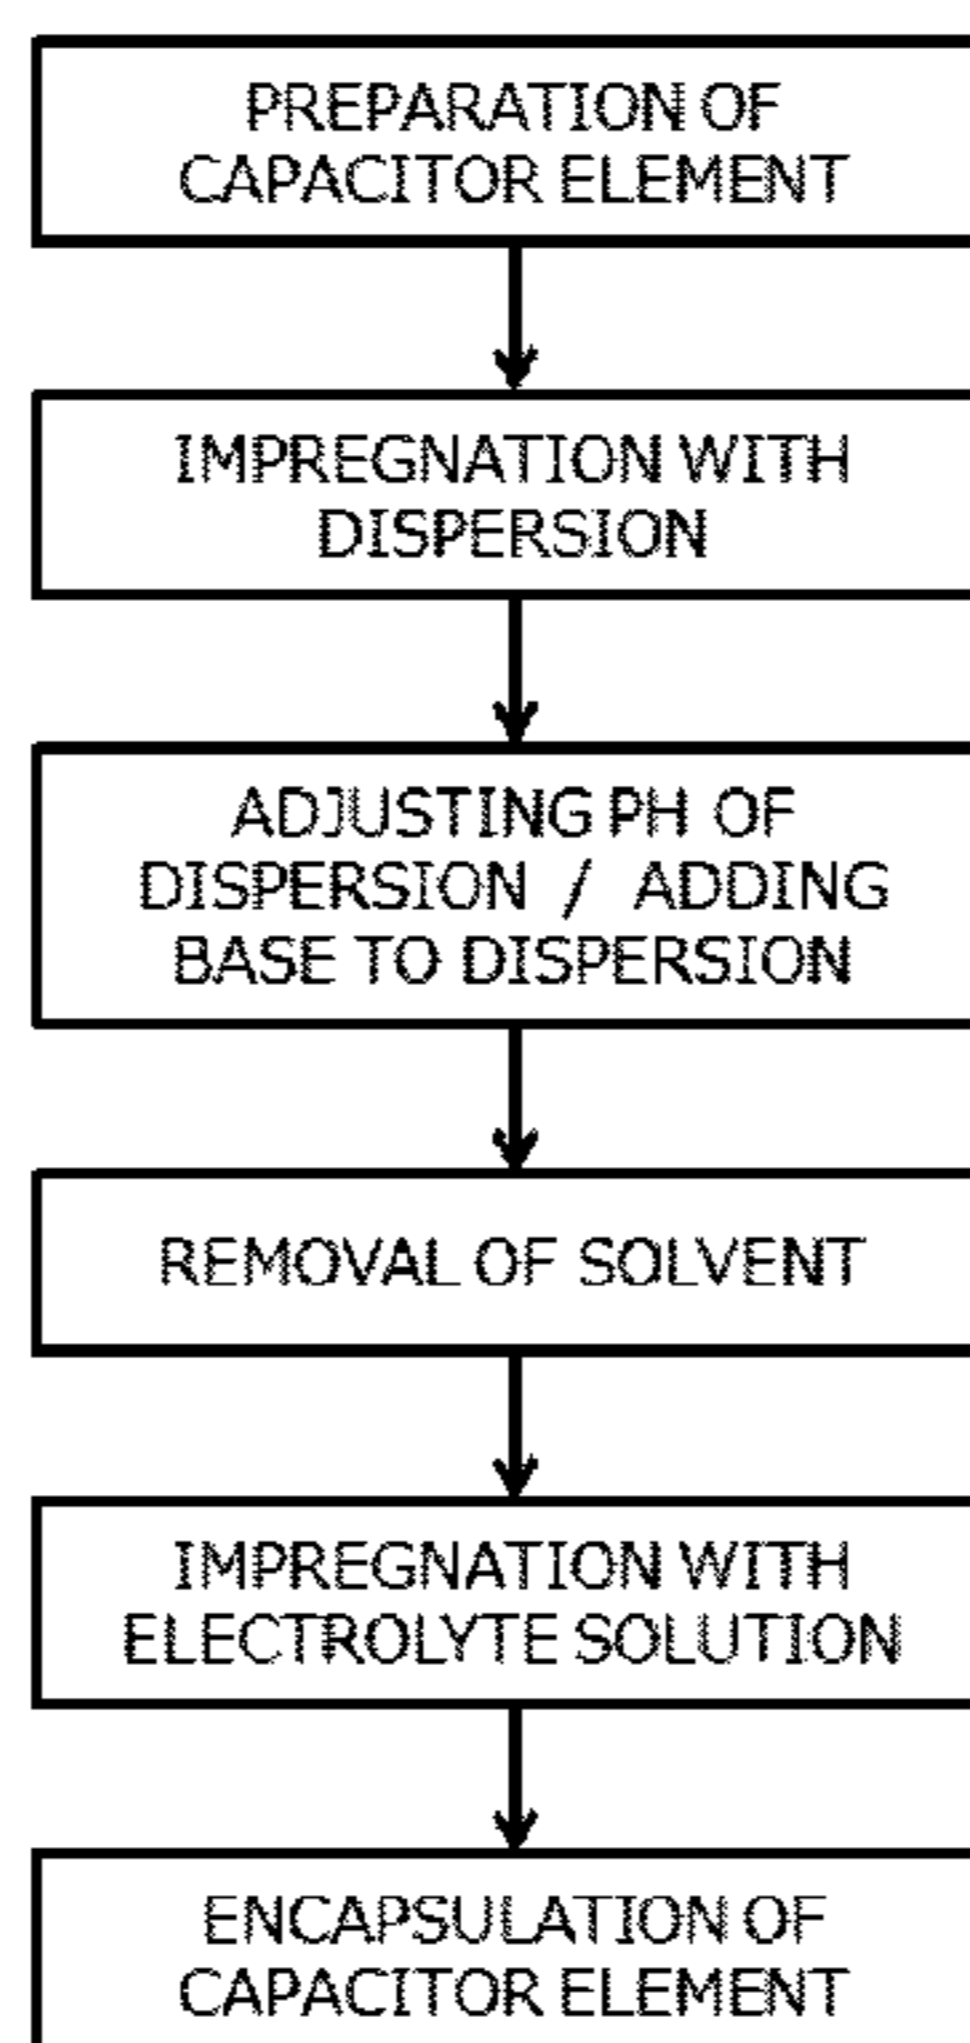 PREPARATION OF
CAPACITOR ELEMENT
IMPREGNATION WITH
DISPERSION
ADJUSTING PH OF
DISPERSION / ADDING
BASE TO DISPERSION
REMOVAL OF SOLVENT
IMPREGNATION WITH
ELECTROLYTE SOLUTION
ENCAPSULATION OF
CAPACITOR ELEMENT